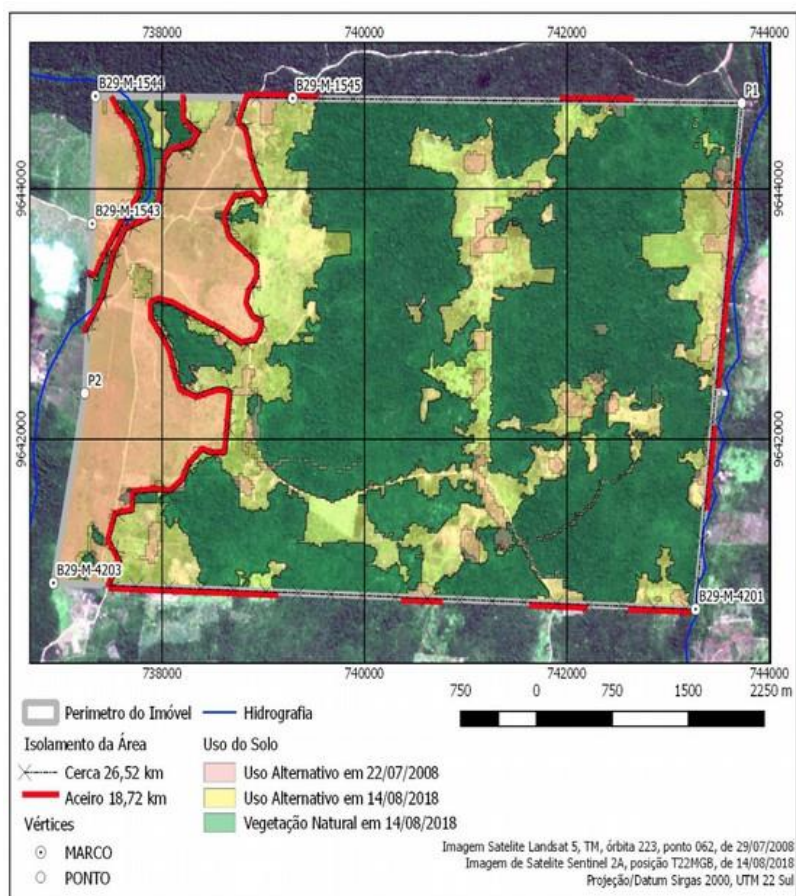 738000 740000 742000 744000
B29-M-1544
B29-M-1545
P1
9644000
9644000
B29-M-1543
P2
9642000
9642000
B29-M-4203
B29-M-4201
738000 740000 742000 744000
750 0 750 1500 2250 m
Perimetro do Imóvel
Hidrografia
Isolamento da Área
Uso do Solo
Cerca 26,52 km
Uso Alternativo em 22/07/2008
Aceiro 18,72 km
Uso Alternativo em 14/08/2018
Vértices
Vegetação Natural em 14/08/2018
MARCO
PONTO
Imagem Satelite Landsat 5, TM, órbita 223, ponto 062, de 29/07/2008
Imagem de Satelite Sentinel 2A, posição T22MGB, de 14/08/2018
Projeção/Datum Sirgas 2000, UTM 22 Sul